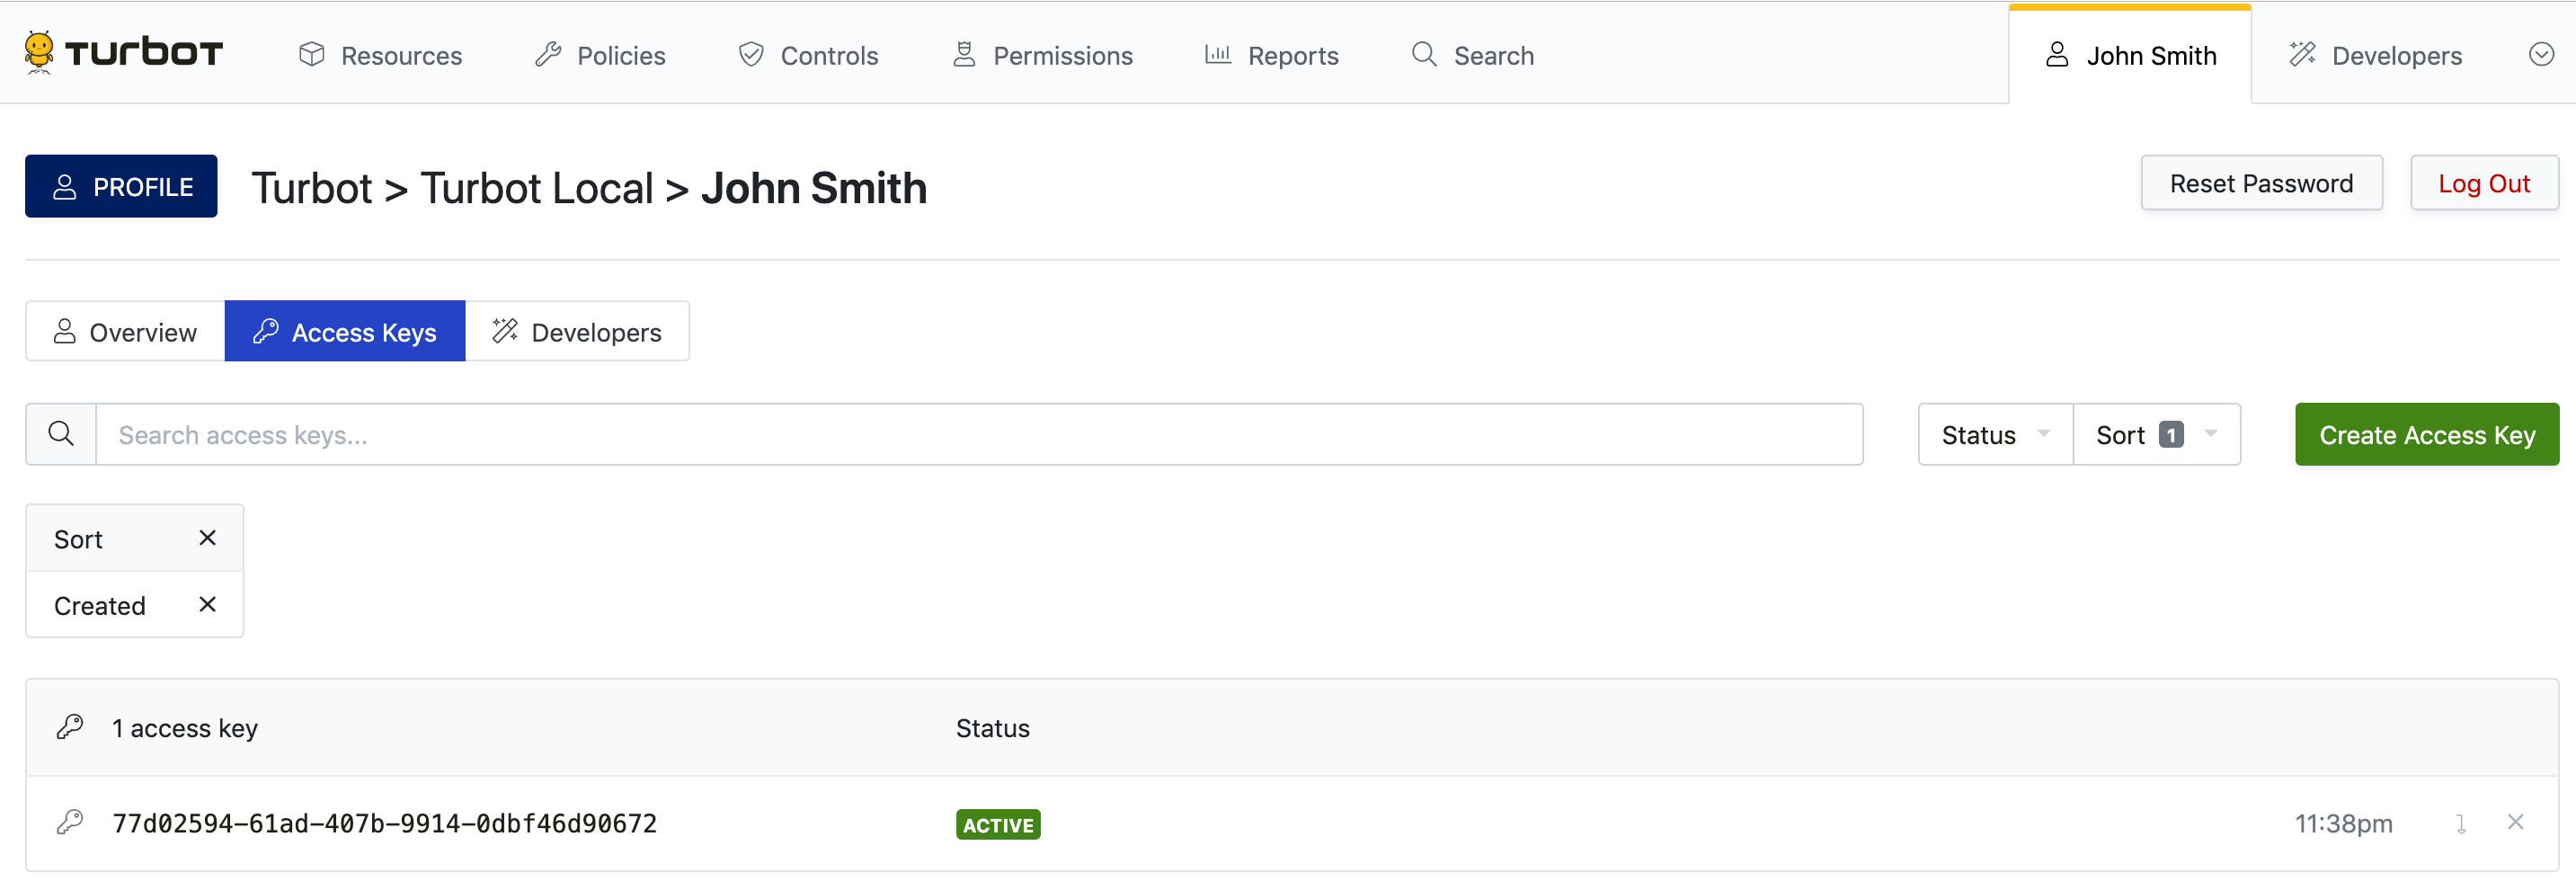 TURBOT Resources Policies Controls Permissions Reports Search John Smith Developers
PROFILE Turbot > Turbot Local > John Smith Reset Password Log Out
Overview Access Keys Developers
Search access keys... Status Sort 1 Create Access Key
Sort
Created
1 access key Status
77d02594-61ad-407b-9914-0dbf46d90672 ACTIVE 11:38pm